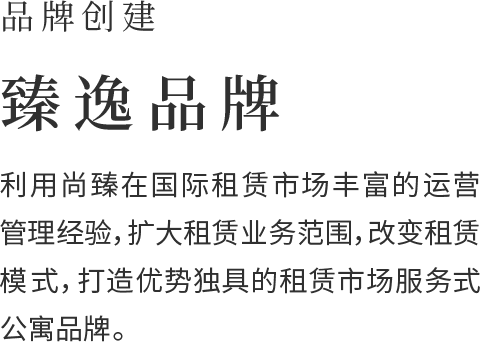 品牌创建
臻逸品牌
利用尚臻在国际租赁市场丰富的运营
管理经验，扩大租赁业务范围，改变租赁
模式，打造优势独具的租赁市场服务式
公寓品牌。